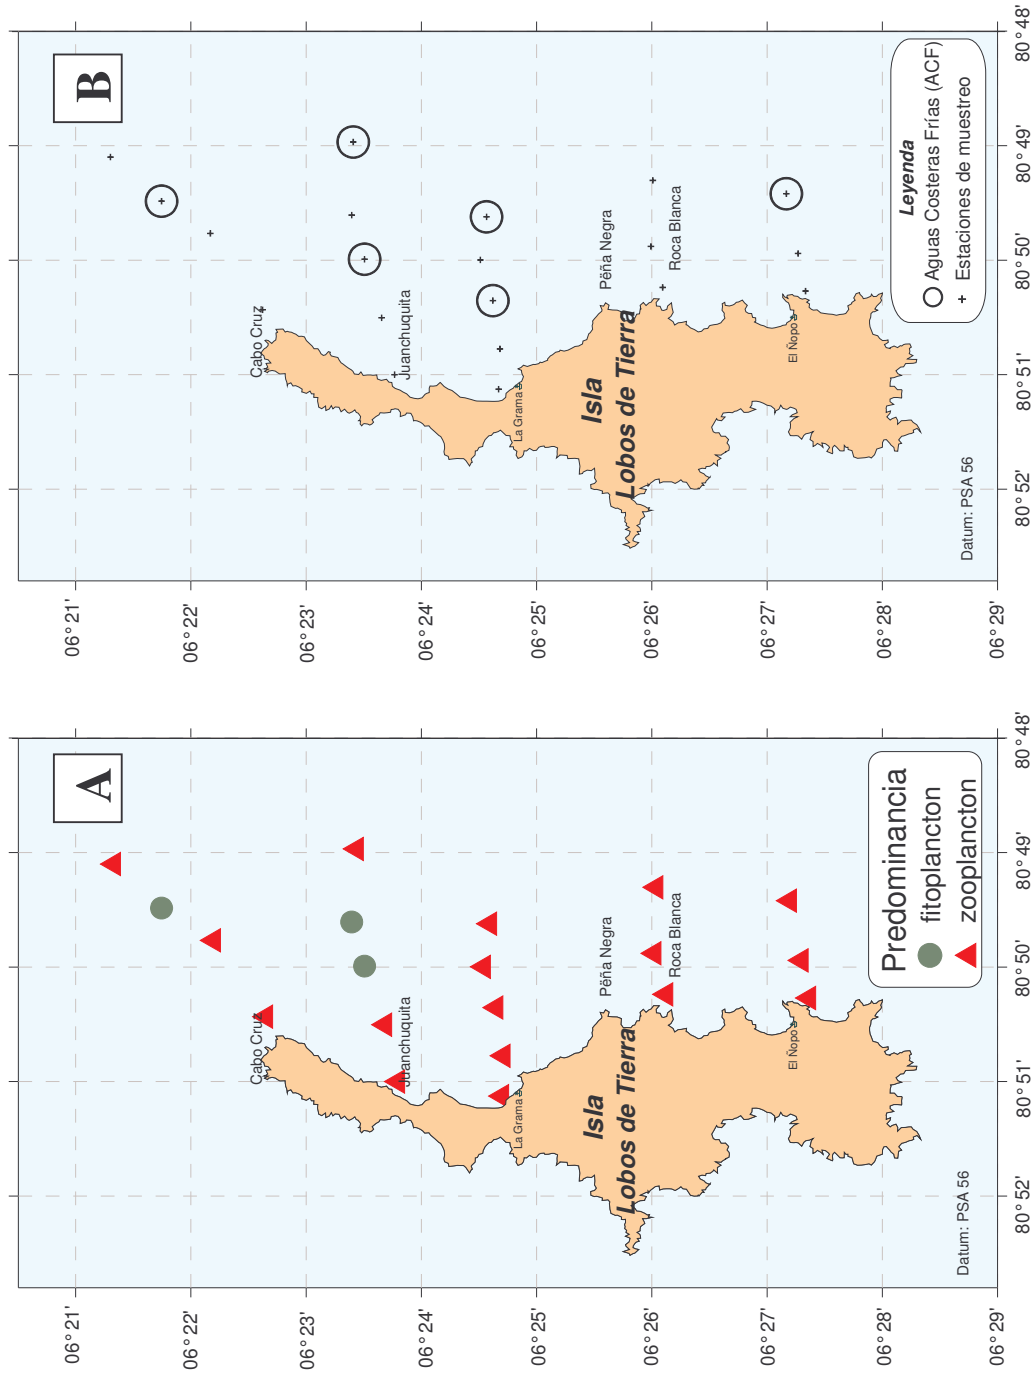 A
06°21'
06°22'
06°23'
06°24'
06°25'
06°26'
06°27'
06°28'
06°29'
80°52'
80°51'
80°50'
80°49'
80°48'
Cabo Cruz
Juanchuquita
La Grama
Isla
Lobos de Tierra
Pëña Negra
Roca Blanca
El Ñopo
Datum: PSA 56
Predominancia
fitoplancton
zooplancton
B
06°21'
06°22'
06°23'
06°24'
06°25'
06°26'
06°27'
06°28'
06°29'
80°52'
80°51'
80°50'
80°49'
80°48'
Cabo Cruz
Juanchuquita
La Grama
Isla
Lobos de Tierra
Pëña Negra
Roca Blanca
El Ñopo
Datum: PSA 56
Leyenda
Aguas Costeras Frías (ACF)
Estaciones de muestreo